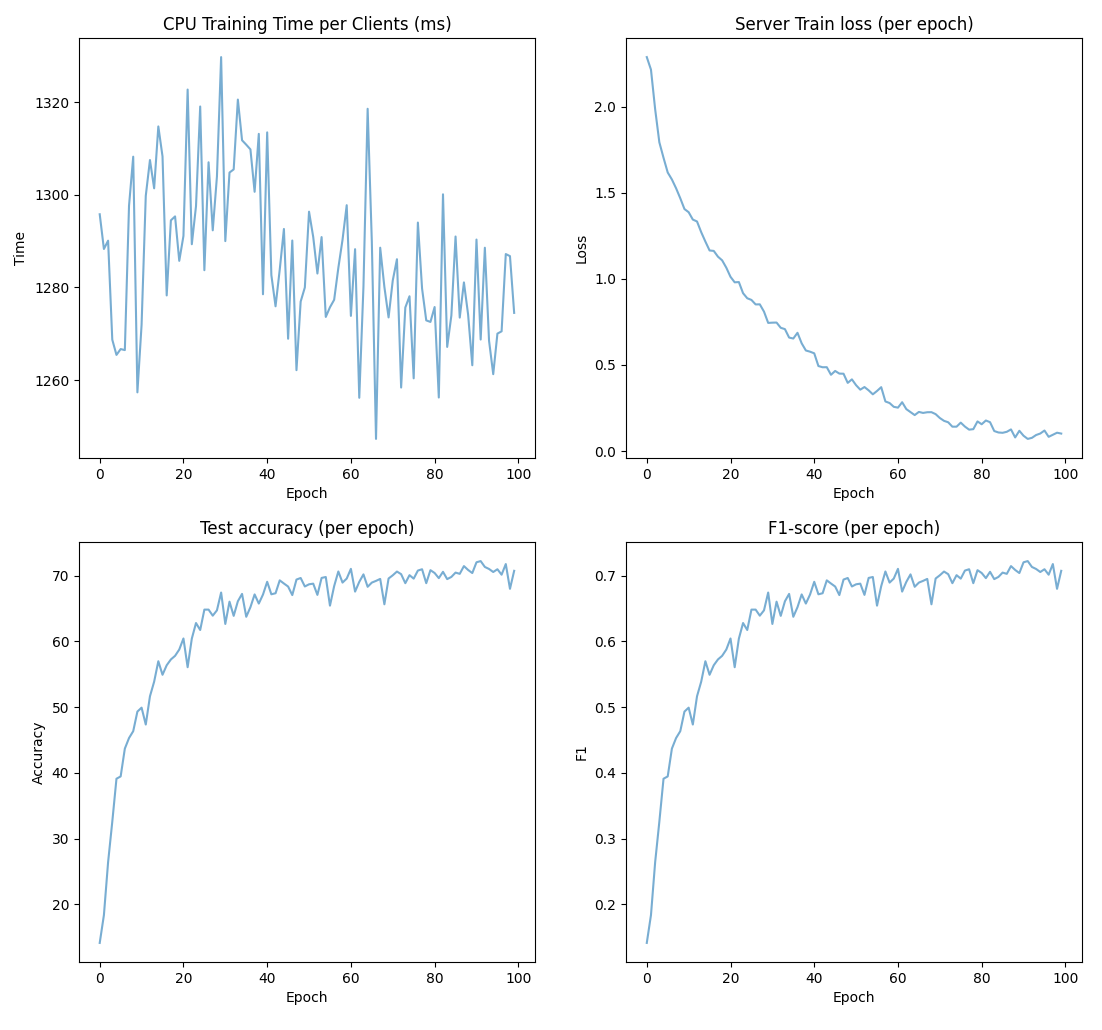 CPU Training Time per Clients (ms)
Time
1320
1300
1280
1260
0 20 40 60 80 100
Epoch
Server Train loss (per epoch)
Loss
2.0
1.5
1.0
0.5
0.0
0 20 40 60 80 100
Epoch
Test accuracy (per epoch)
Accuracy
70
60
50
40
30
20
0 20 40 60 80 100
Epoch
F1-score (per epoch)
F1
0.7
0.6
0.5
0.4
0.3
0.2
0 20 40 60 80 100
Epoch